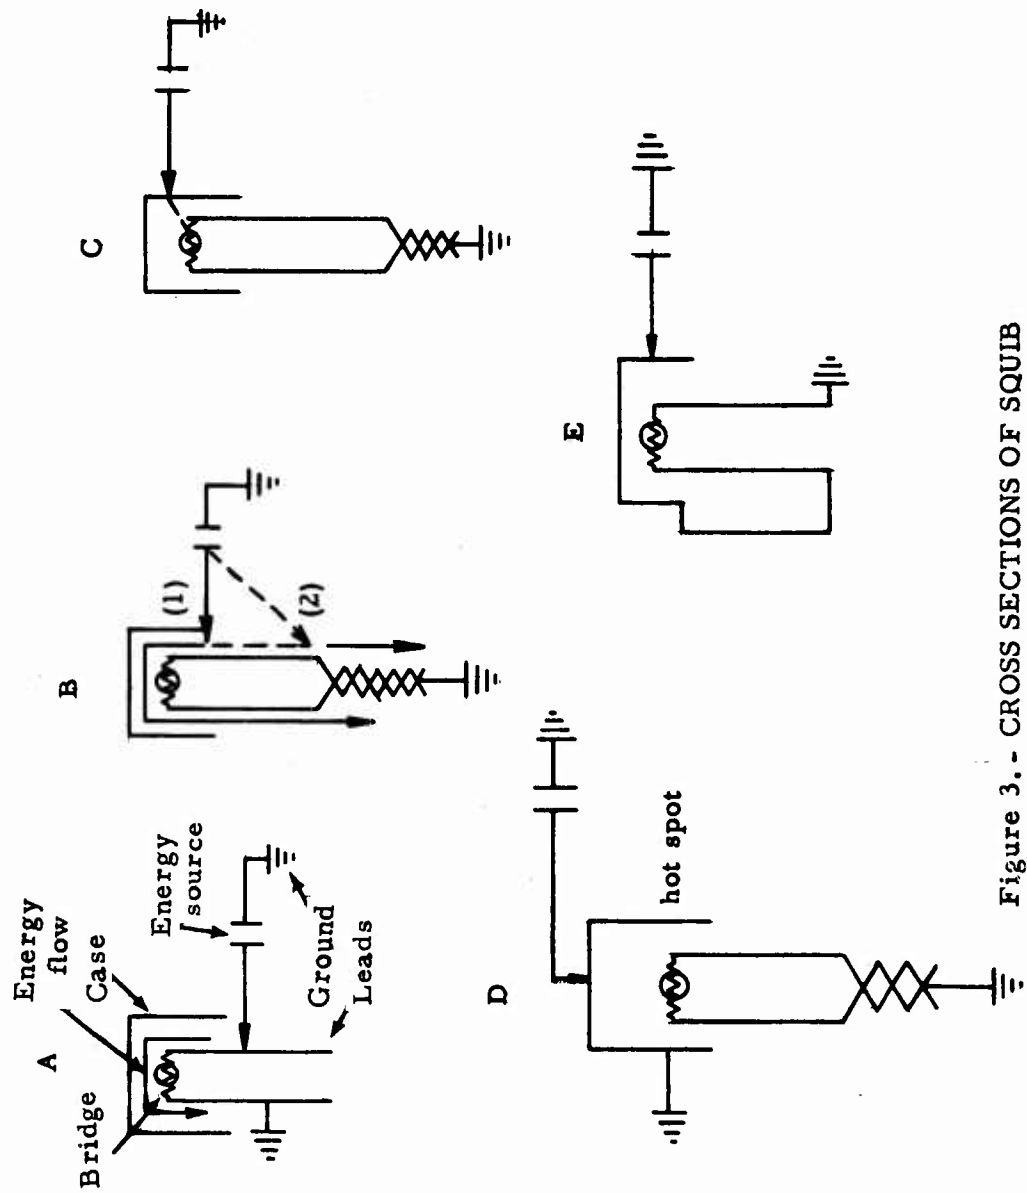 A
Energy
flow
Case
Bridge
Energy
source
Ground
Leads
B
(1)
(2)
C
D
hot spot
E
Figure 3. - CROSS SECTIONS OF SQUIB